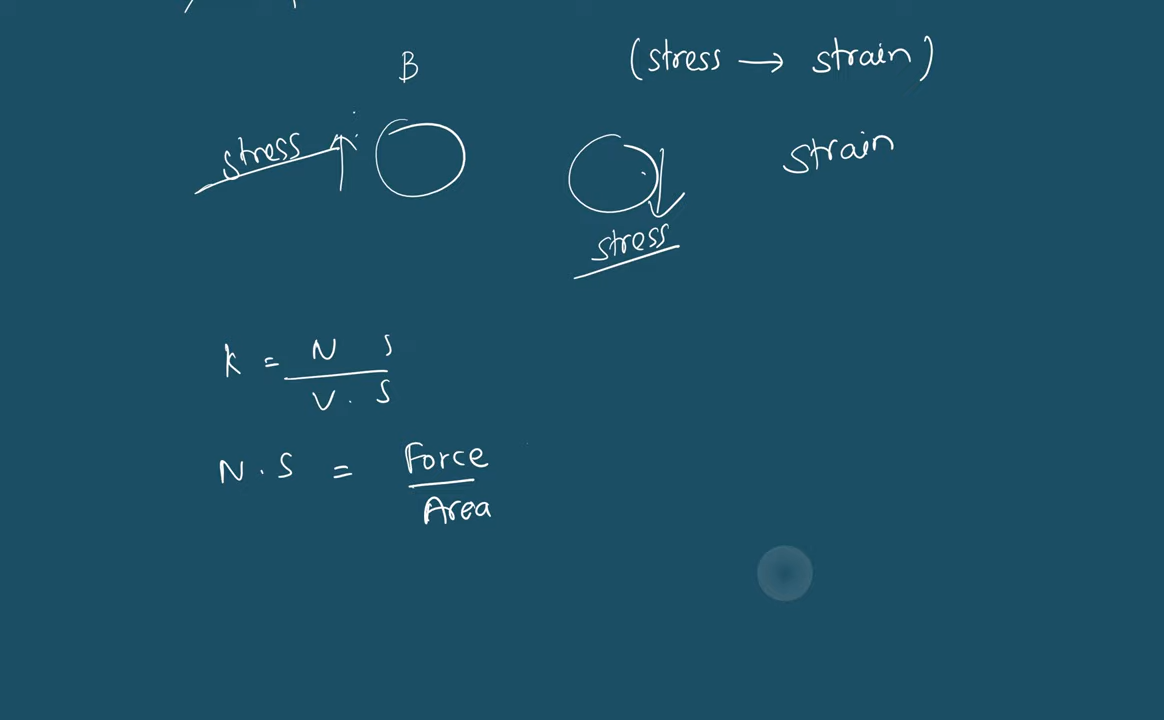 B
(stress → strain)
stress
strain
stress
K = N S / V. S
N. S = Force / Area